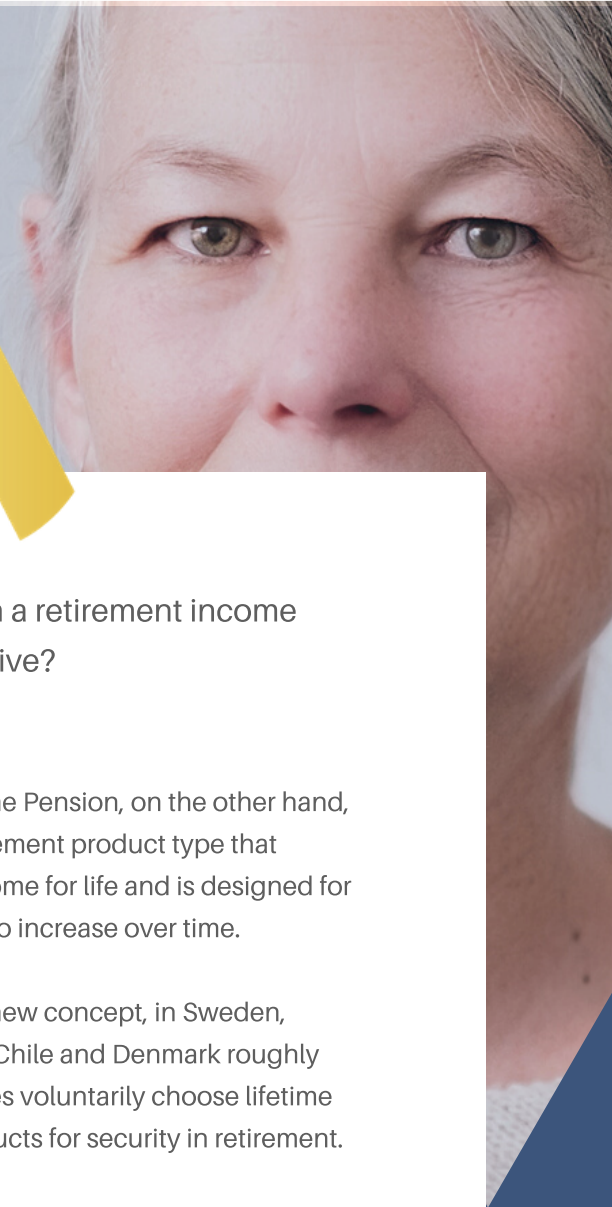 a retirement income
ive?
e Pension, on the other hand,
ement product type that
ome for life and is designed for
o increase over time.
new concept, in Sweden,
Chile and Denmark roughly
es voluntarily choose lifetime
ucts for security in retirement.